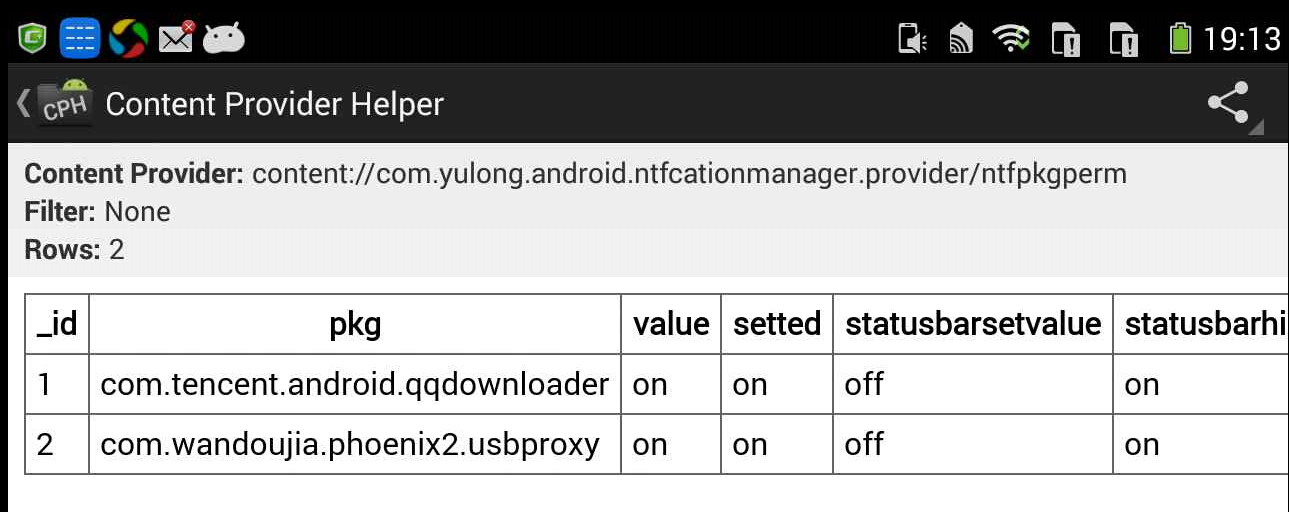 19:13
CPH Content Provider Helper
Content Provider: content://com.yulong.android.ntfcationmanager.provider/ntfpkgperm
Filter: None
Rows: 2
_id pkg value setted statusbarsetvalue statusbarhi
1 com.tencent.android.qqdownloader on on off on
2 com.wandoujia.phoenix2.usbproxy on on off on